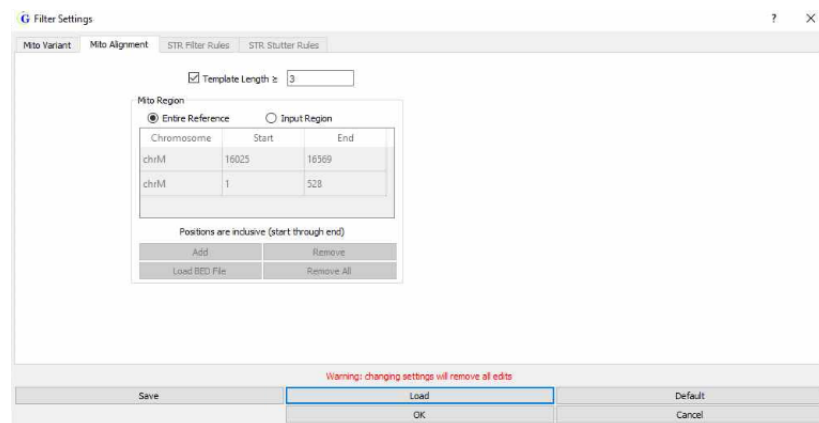 G Filter Settings ? X
Mito Variant Mito Alignment STR Filter Rules STR Stutter Rules
Template Length ≥ 3
Mito Region
Entire Reference Input Region
Chromosome Start End
chrM 16025 16569
chrM 1 528
Positions are inclusive (start through end)
Add Remove
Load BED File Remove All
Warning: changing settings will remove all edits
Save Load Default
OK Cancel